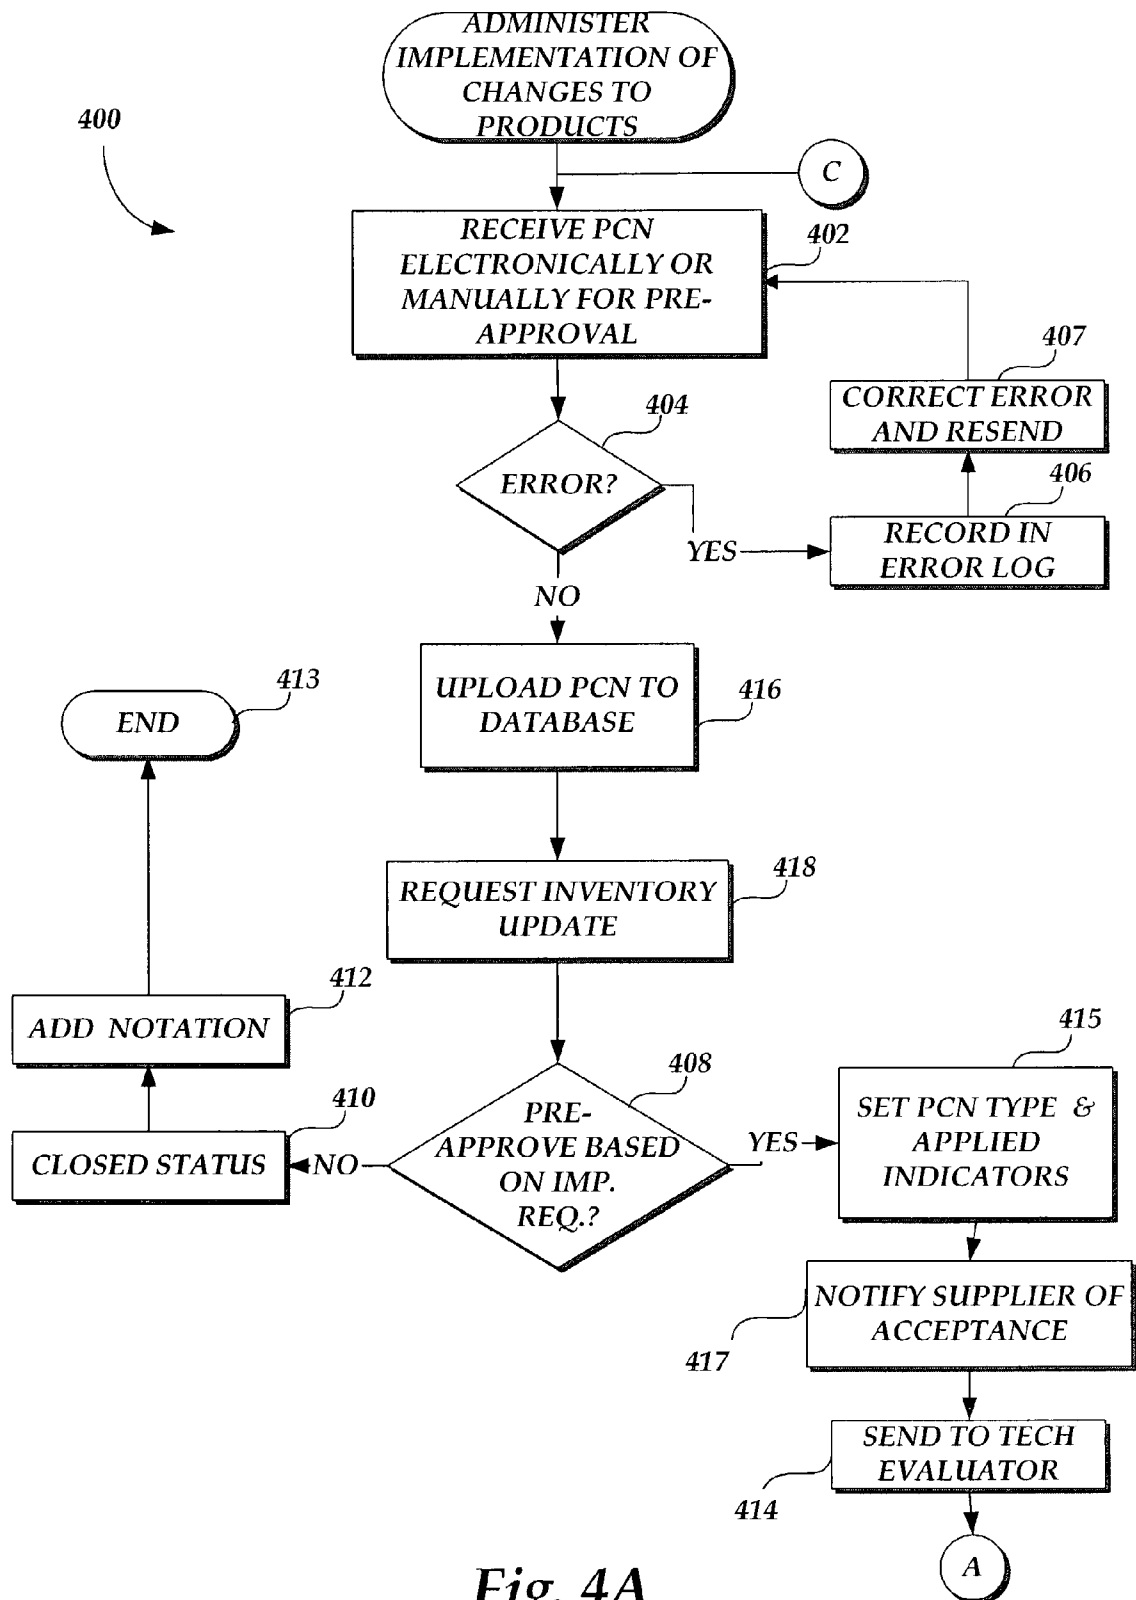 ADMINISTER
IMPLEMENTATION OF
CHANGES TO
PRODUCTS
400
C
RECEIVE PCN
ELECTRONICALLY OR
MANUALLY FOR PRE-
APPROVAL
402
407
CORRECT ERROR
AND RESEND
404
ERROR?
406
YES
RECORD IN
ERROR LOG
NO
413
END
UPLOAD PCN TO
DATABASE
416
REQUEST INVENTORY
UPDATE
418
412
ADD NOTATION
410
CLOSED STATUS
NO
408
PRE-
APPROVE BASED
ON IMP.
REQ.?
YES
415
SET PCN TYPE &
APPLIED
INDICATORS
NOTIFY SUPPLIER OF
ACCEPTANCE
417
SEND TO TECH
EVALUATOR
414
A
Fig. 4A